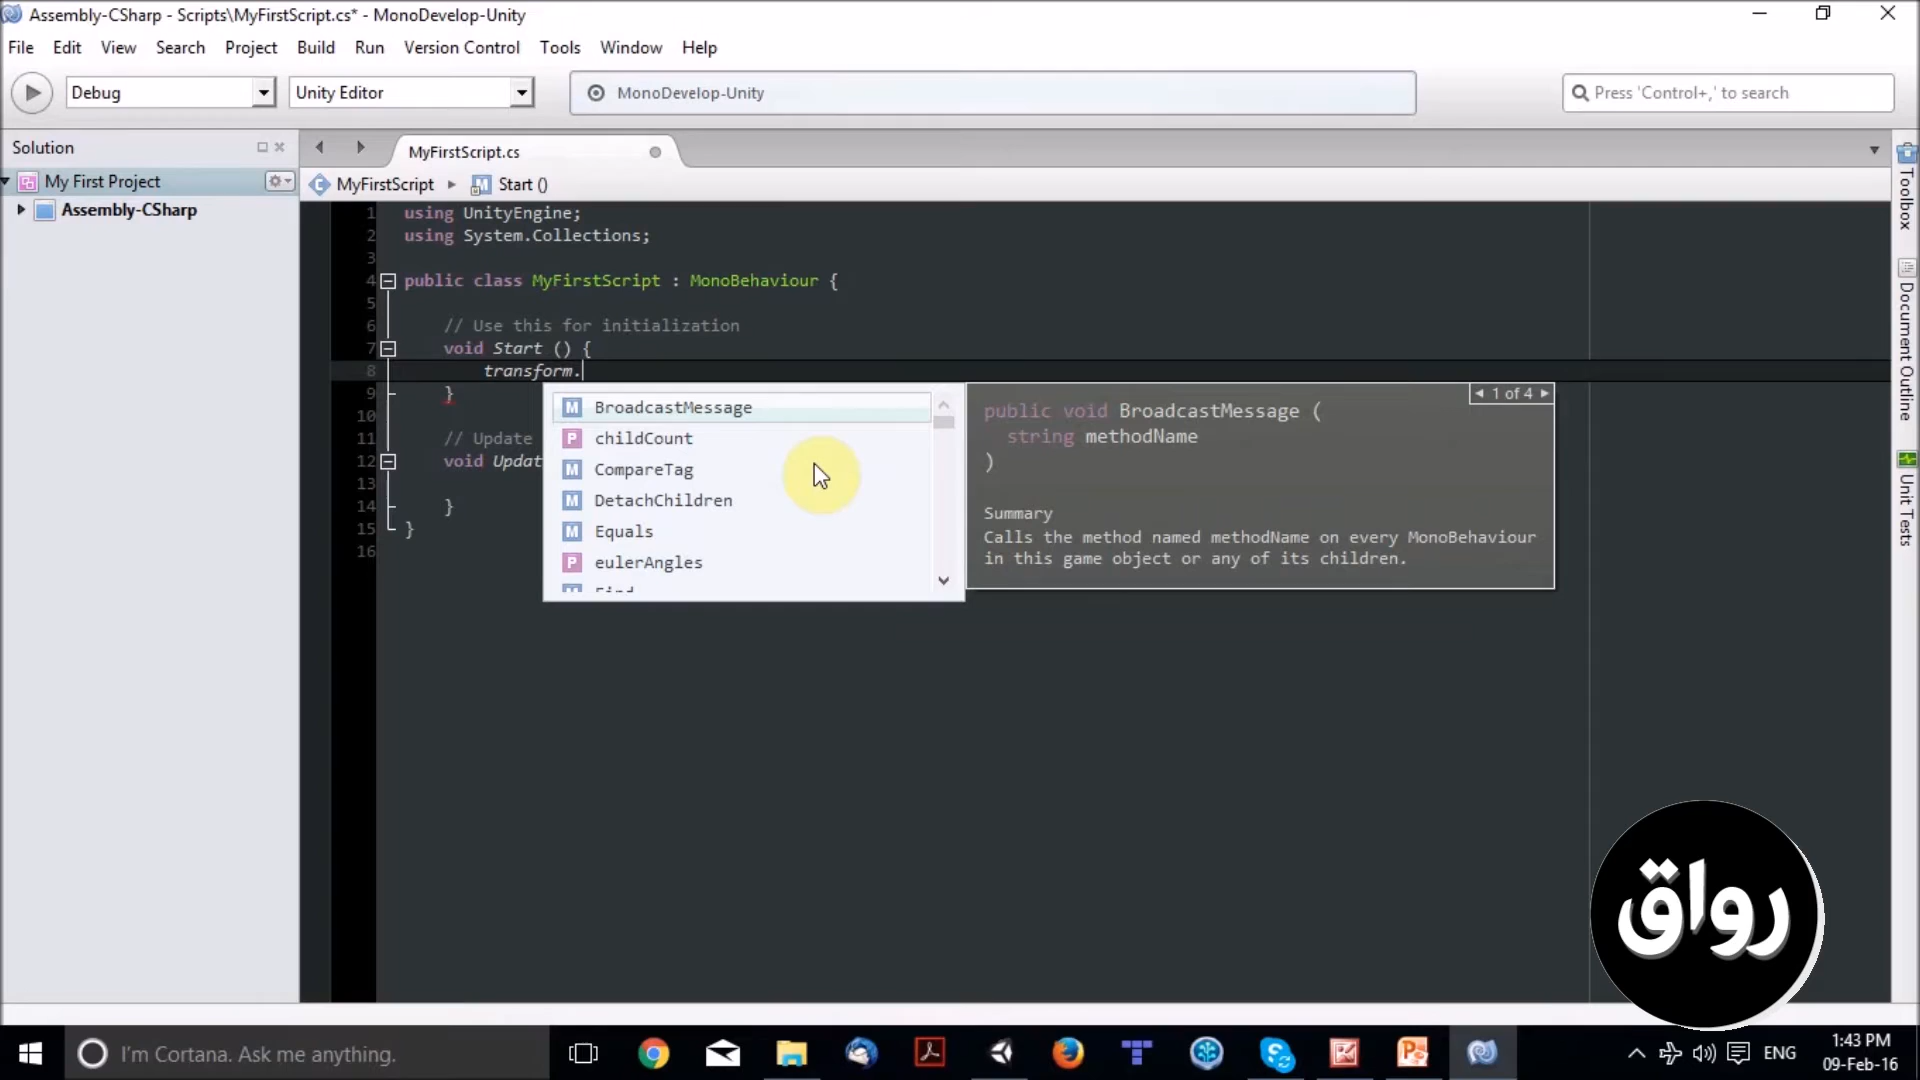 Assembly-CSharp - Scripts\MyFirstScript.cs* - MonoDevelop-Unity
File Edit View Search Project Build Run Version Control Tools Window Help
Debug Unity Editor MonoDevelop-Unity Press 'Control+,' to search
Solution
My First Project
Assembly-CSharp
MyFirstScript.cs
MyFirstScript Start ()
1 using UnityEngine;
2 using System.Collections;
3
4 public class MyFirstScript : MonoBehaviour {
5
6 // Use this for initialization
7 void Start () {
8 transform.
9 }
10
11 // Update
12 void Updat
13
14 }
15 }
16
M BroadcastMessage
P childCount
M CompareTag
M DetachChildren
M Equals
P eulerAngles
M Find
1 of 4
public void BroadcastMessage (
string methodName
)
Summary
Calls the method named methodName on every MonoBehaviour
in this game object or any of its children.
Toolbox
Document Outline
Unit Tests
رواق
I'm Cortana. Ask me anything.
ENG
1:43 PM
09-Feb-16